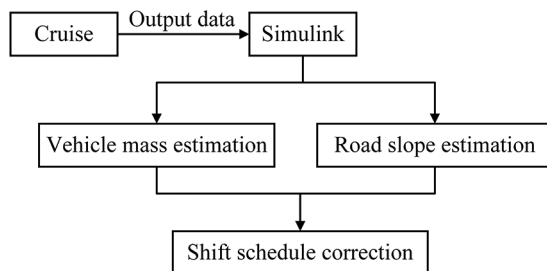 Cruise
Output data
Simulink
Vehicle mass estimation
Road slope estimation
Shift schedule correction